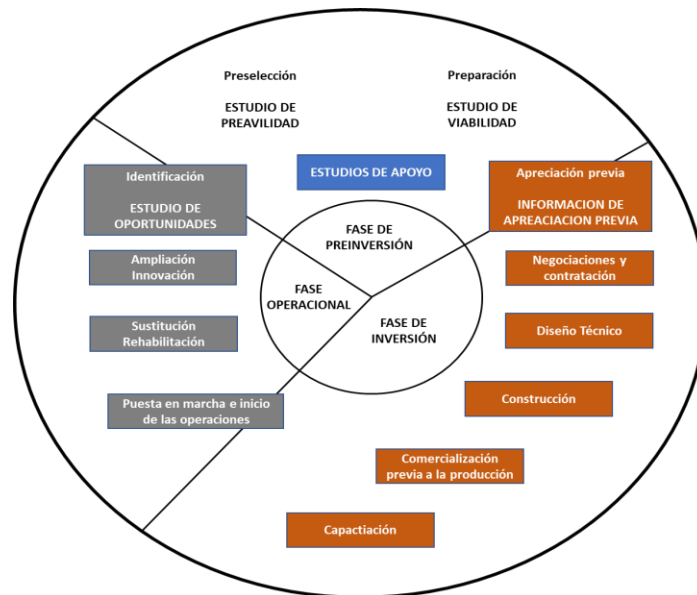 Preselección
ESTUDIO DE
PREAVILIDAD
Preparación
ESTUDIO DE
VIABILIDAD
ESTUDIOS DE APOYO
Identificación
ESTUDIO DE
OPORTUNIDADES
Apreciación previa
INFORMACION DE
APREACIACION PREVIA
FASE DE
PREINVERSIÓN
FASE
OPERACIONAL
FASE DE
INVERSIÓN
Ampliación
Innovación
Negociaciones y
contratación
Sustitución
Rehabilitación
Diseño Técnico
Puesta en marcha e inicio
de las operaciones
Construcción
Comercialización
previa a la producción
Capactiación